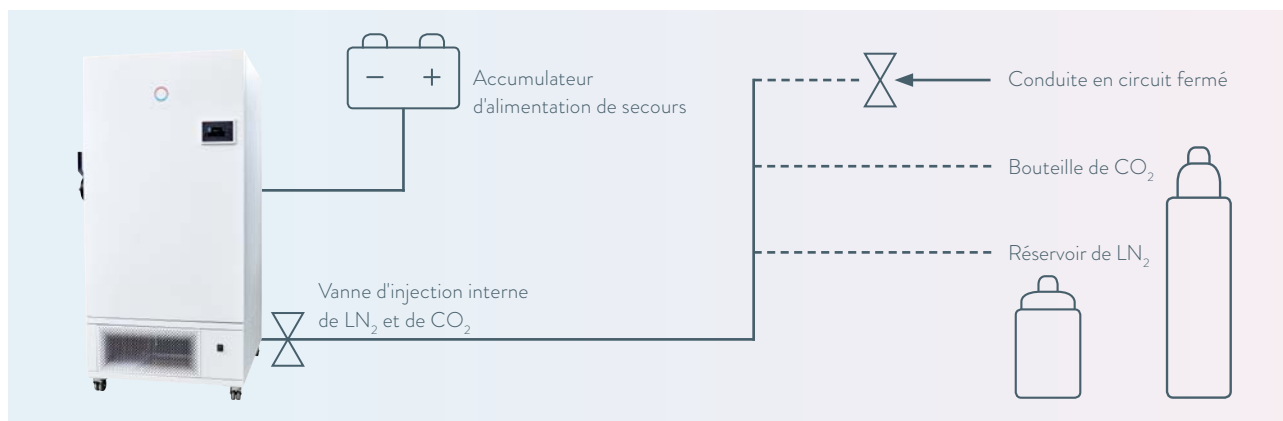 Accumulateur
d'alimentation de secours
Conduite en circuit fermé
Bouteille de CO₂
Réservoir de LN₂
Vanne d'injection interne
de LN₂ et de CO₂